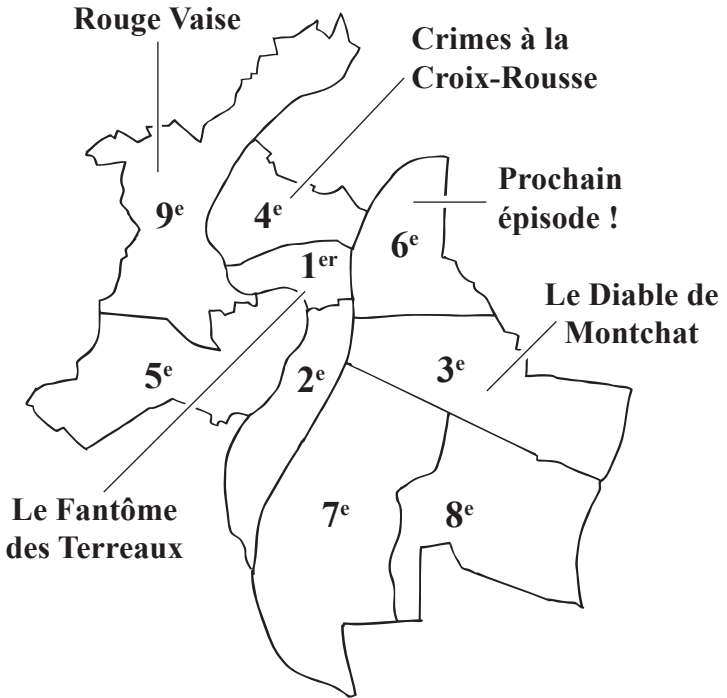 Rouge Vaise
Crimes à la
Croix-Rousse
Prochain
épisode !
9e
4e
6e
1er
Le Diable de
Montchat
5e
2e
3e
Le Fantôme
des Terreaux
7e
8e